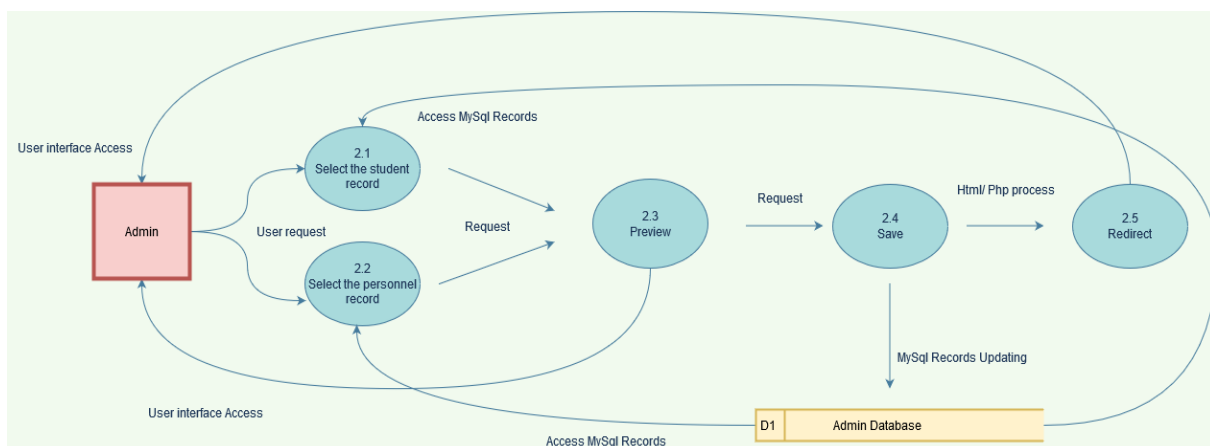 Access MySql Records
User interface Access
2.1
Select the student
record
Admin
User request
2.2
Select the personnel
record
Request
2.3
Preview
Request
2.4
Save
Html/ Php process
2.5
Redirect
MySql Records Updating
User interface Access
D1
Admin Database
Access MySql Records